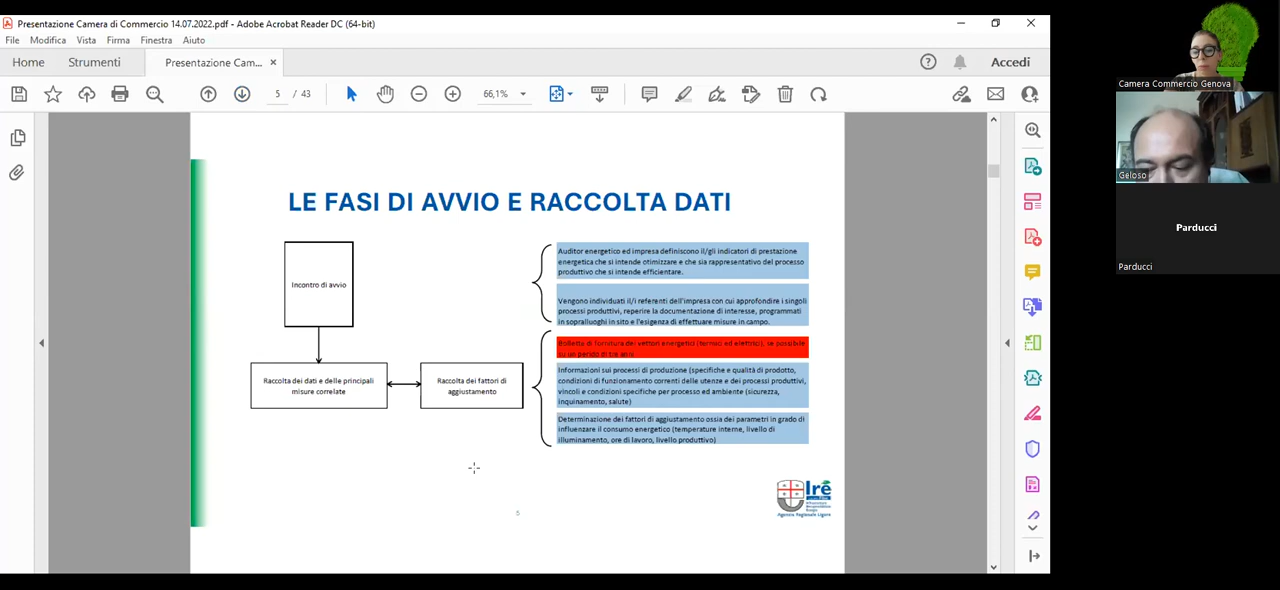 Presentazione Camera di Commercio 14.07.2022.pdf - Adobe Acrobat Reader DC (64-bit)
File Modifica Vista Firma Finestra Aiuto
Home Strumenti Presentazione Cam... × Accedi
5 / 43 66,1%
LE FASI DI AVVIO E RACCOLTA DATI
Incontro di avvio
Raccolta dei dati e delle principali
misure correlate
Raccolta dei fattori di
aggiustamento
Auditor energetico ed impresa definiscono il/gli indicatori di prestazione
energetica che si intende otimizzare e che sia rappresentativo del processo
produttivo che si intende efficientare.
Vengono individuati il/i referenti dell'impresa con cui approfondire i singoli
processi produttivi, reperire la documentazione di interesse, programmati
in sopralluoghi in sito e l'esigenza di effettuare misure in campo.
Bolletta di fornitura dei vettori energetici (termici ed elettrici), se possibile
su un perido di tre anni
Informazioni sui processi di produzione (specifiche e qualità di prodotto,
condizioni di funzionamento correnti delle utenze e dei processi produttivi,
vincoli e condizioni specifiche per processo ed ambiente (sicurezza,
inquinamento, salute)
Determinazione dei fattori di aggiustamento ossia dei parametri in grado di
influenzare il consumo energetico (temperature interne, livello di
illuminamento, ore di lavoro, livello produttivo)
Ire
Agenzia Regionale Ligure
5
Camera Commercio Genova
Geloso
Parducci
Parducci